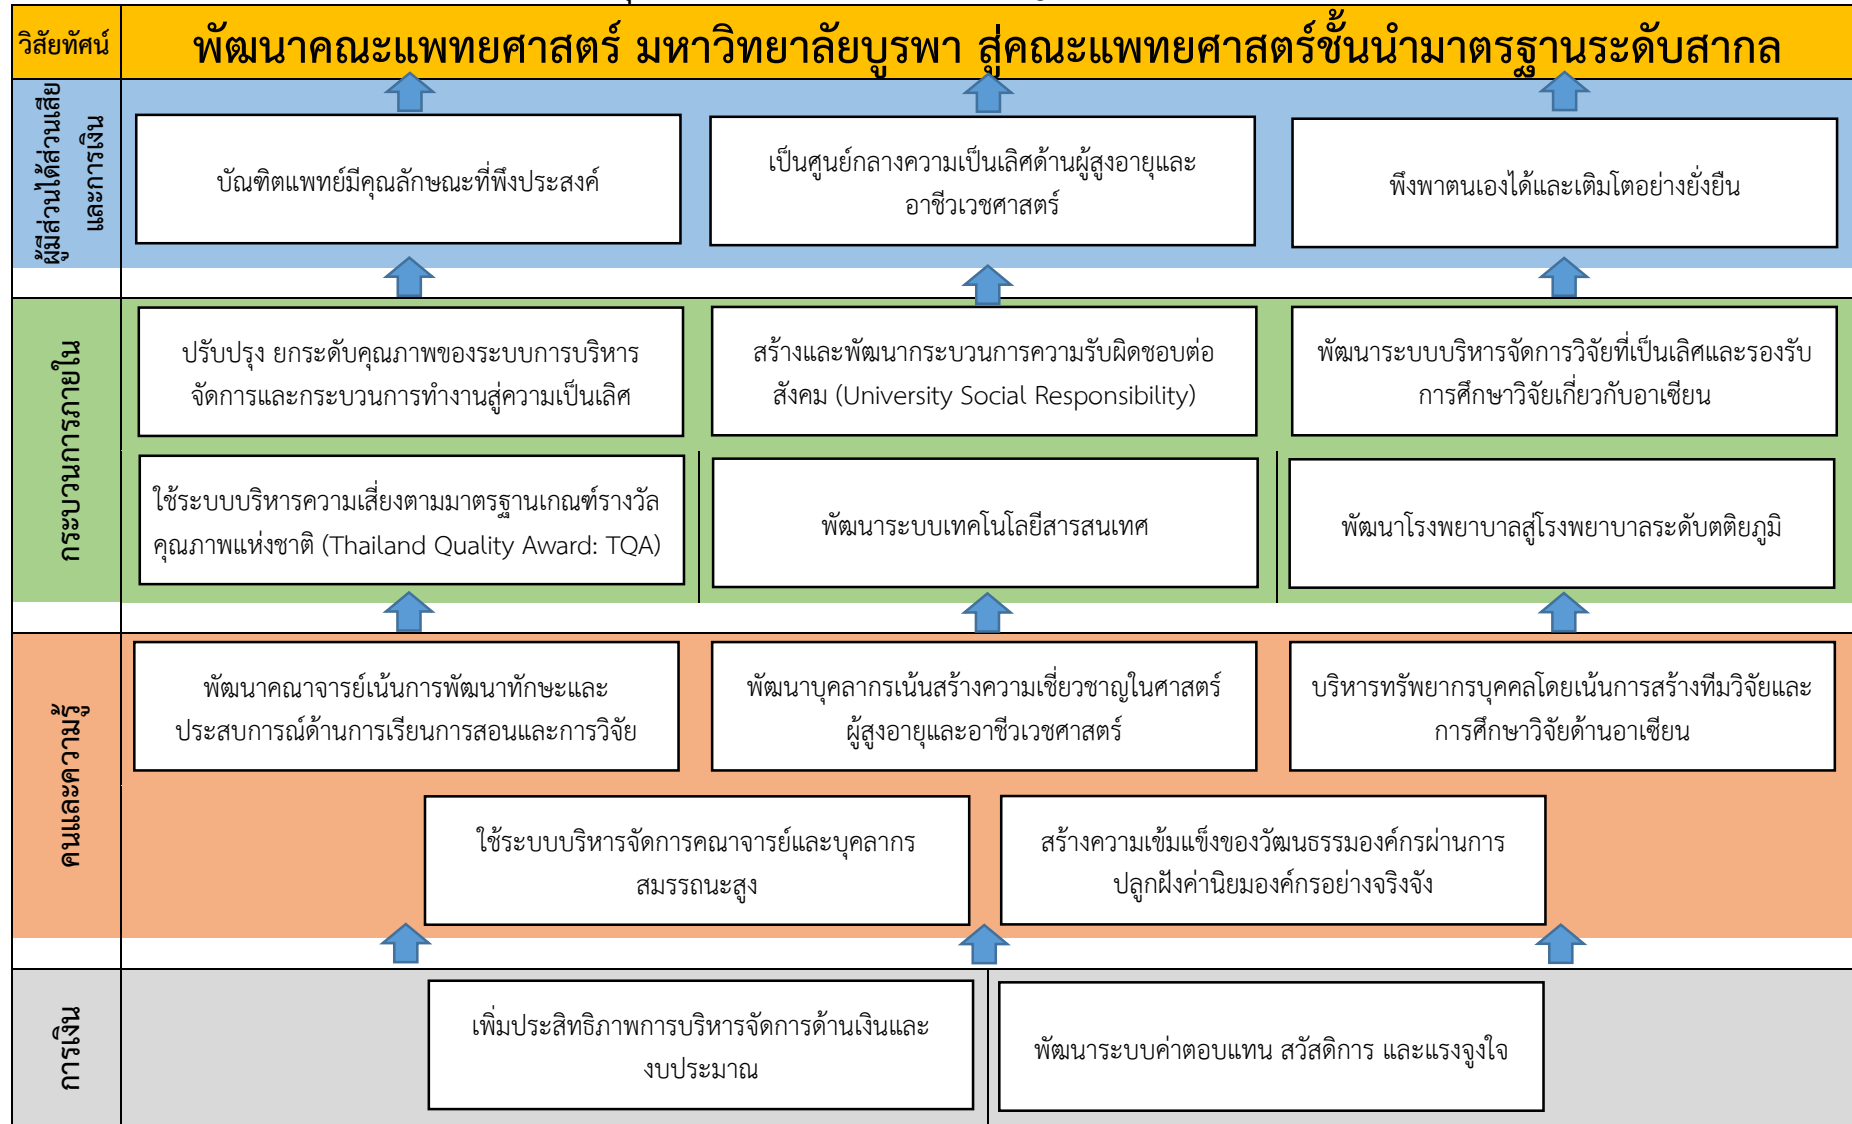 วิสัยทัศน์
พัฒนาคณะแพทยศาสตร์ มหาวิทยาลัยบูรพา สู่คณะแพทยศาสตร์ชั้นนำมาตรฐานระดับสากล
ผู้มีส่วนได้ส่วนเสีย
และการเงิน
บัณฑิตแพทย์มีคุณลักษณะที่พึงประสงค์
เป็นศูนย์กลางความเป็นเลิศด้านผู้สูงอายุและ
อาชีวเวชศาสตร์
พึงพาตนเองได้และเติมโตอย่างยั่งยืน
กระบวนการภายใน
ปรับปรุง ยกระดับคุณภาพของระบบการบริหาร
จัดการและกระบวนการทำงานสู่ความเป็นเลิศ
สร้างและพัฒนากระบวนการความรับผิดชอบต่อ
สังคม (University Social Responsibility)
พัฒนาระบบบริหารจัดการวิจัยที่เป็นเลิศและรองรับ
การศึกษาวิจัยเกี่ยวกับอาเซียน
ใช้ระบบบริหารความเสี่ยงตามมาตรฐานเกณฑ์รางวัล
คุณภาพแห่งชาติ (Thailand Quality Award: TQA)
พัฒนาระบบเทคโนโลยีสารสนเทศ
พัฒนาโรงพยาบาลสู่โรงพยาบาลระดับตติยภูมิ
คนและความรู้
พัฒนาคณาจารย์เน้นการพัฒนาทักษะและ
ประสบการณ์ด้านการเรียนการสอนและการวิจัย
พัฒนาบุคลากรเน้นสร้างความเชี่ยวชาญในศาสตร์
ผู้สูงอายุและอาชีวเวชศาสตร์
บริหารทรัพยากรบุคคลโดยเน้นการสร้างทีมวิจัยและ
การศึกษาวิจัยด้านอาเซียน
ใช้ระบบบริหารจัดการคณาจารย์และบุคลากร
สมรรถนะสูง
สร้างความเข้มแข็งของวัฒนธรรมองค์กรผ่านการ
ปลูกฝังค่านิยมองค์กรอย่างจริงจัง
การเงิน
เพิ่มประสิทธิภาพการบริหารจัดการด้านเงินและ
งบประมาณ
พัฒนาระบบค่าตอบแทน สวัสดิการ และแรงจูงใจ